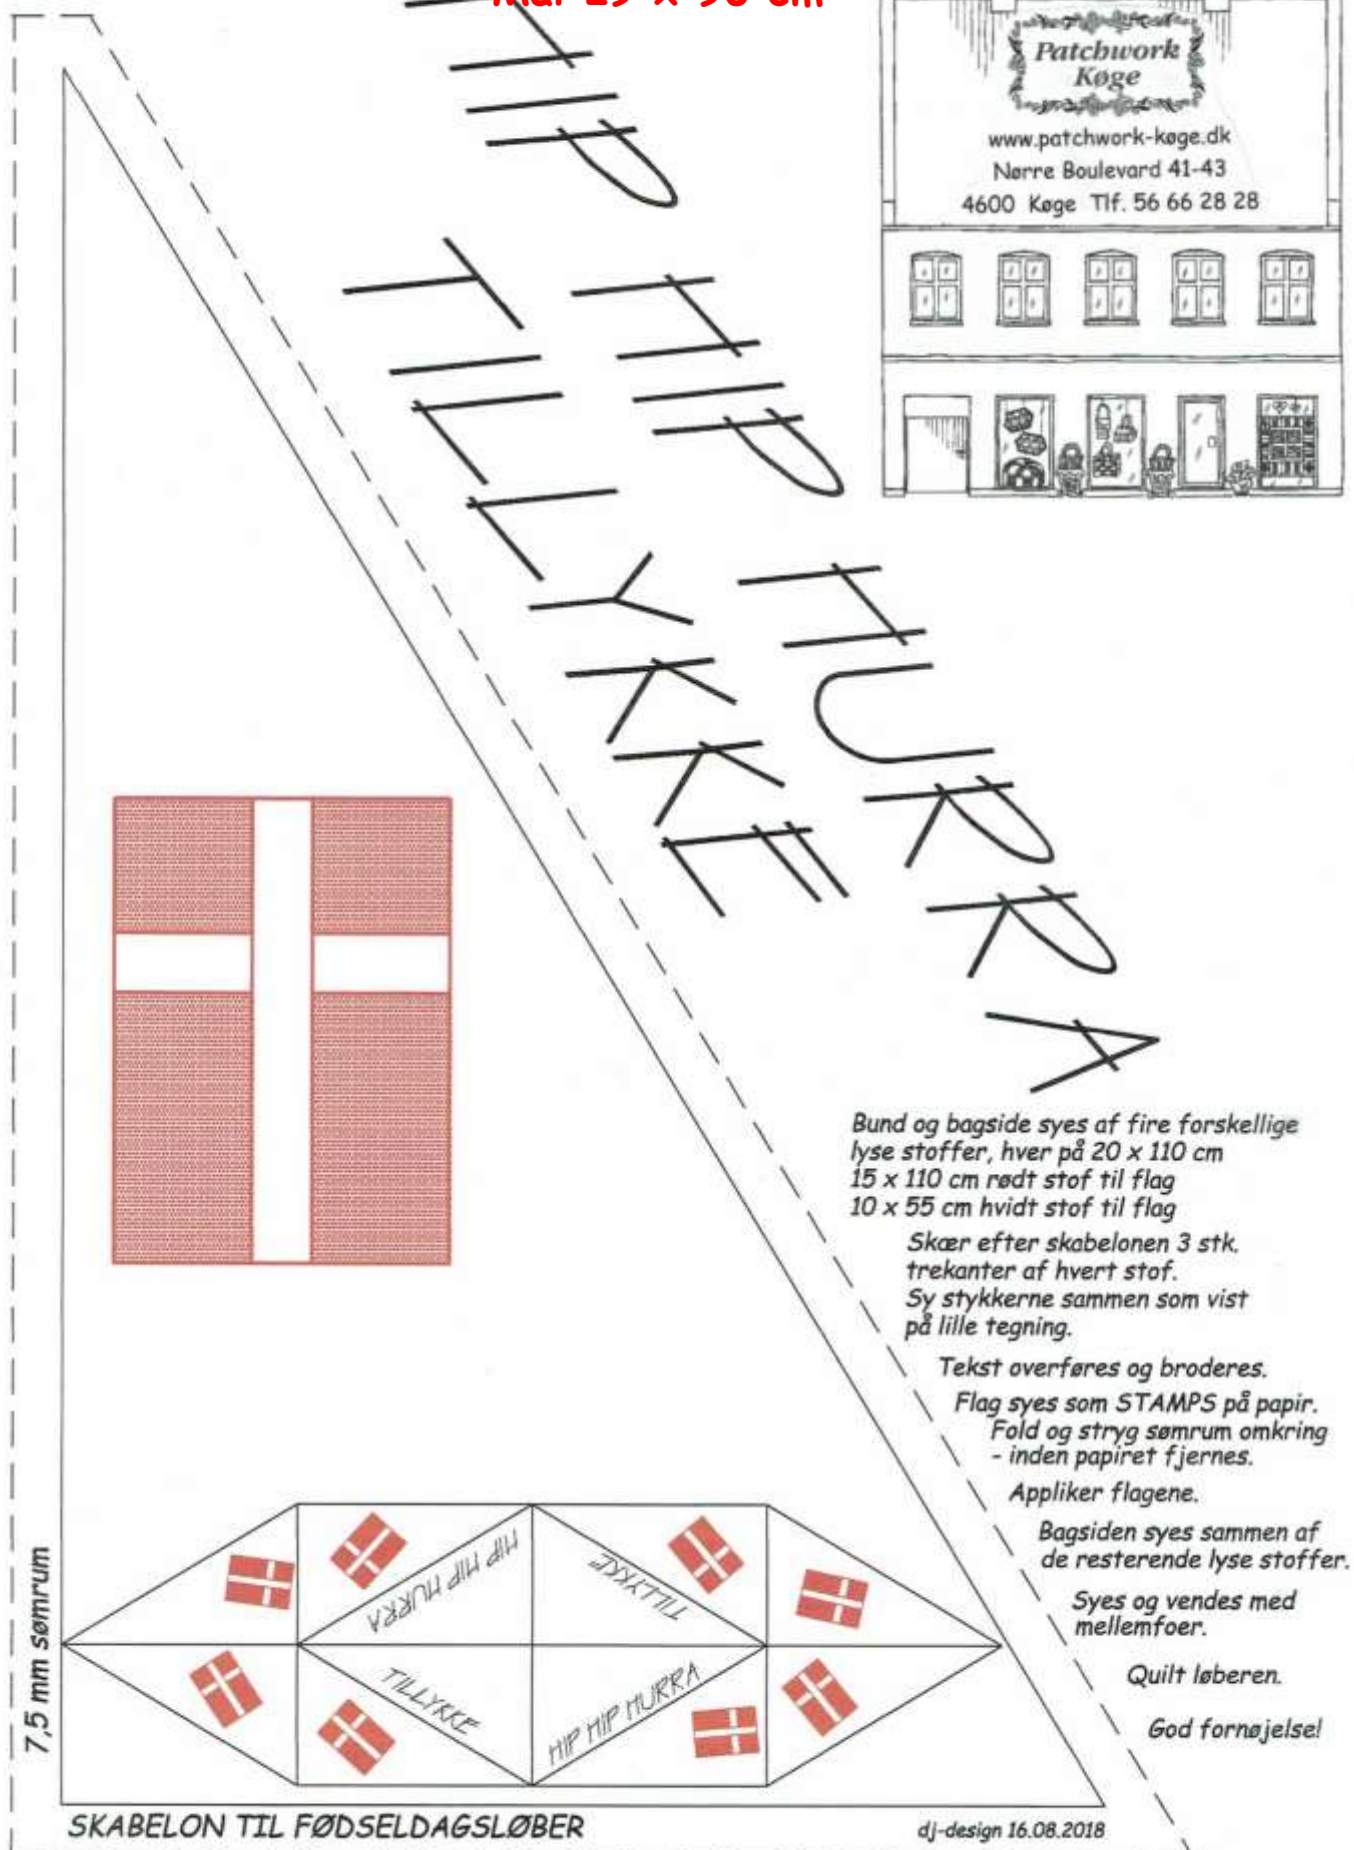 Patchwork
Køge
www.patchwork-køge.dk
Nørre Boulevard 41-43
4600 Køge Tlf. 56 66 28 28
HIP HIP HURRA
TILLYKKE
Bund og bagside syes af fire forskellige
lyse stoffer, hver på 20 x 110 cm
15 x 110 cm rødt stof til flag
10 x 55 cm hvidt stof til flag
Skær efter skabelonen 3 stk.
trekanter af hvert stof.
Sy stykkerne sammen som vist
på lille tegning.
Tekst overføres og broderes.
Flag syes som STAMPS på papir.
Fold og stryg sømrum omkring
- inden papiret fjernes.
Appliker flagene.
Bagsiden syes sammen af
de resterende lyse stoffer.
Syes og vendes med
mellemfoer.
Quilt løberen.
God fornøjelse!
7,5 mm sømrum
HIP HIP HURRA
TILLYKKE
TILLYKKE
HIP HIP HURRA
SKABELON TIL FØDSELDAGSLØBER
dj-design 16.08.2018